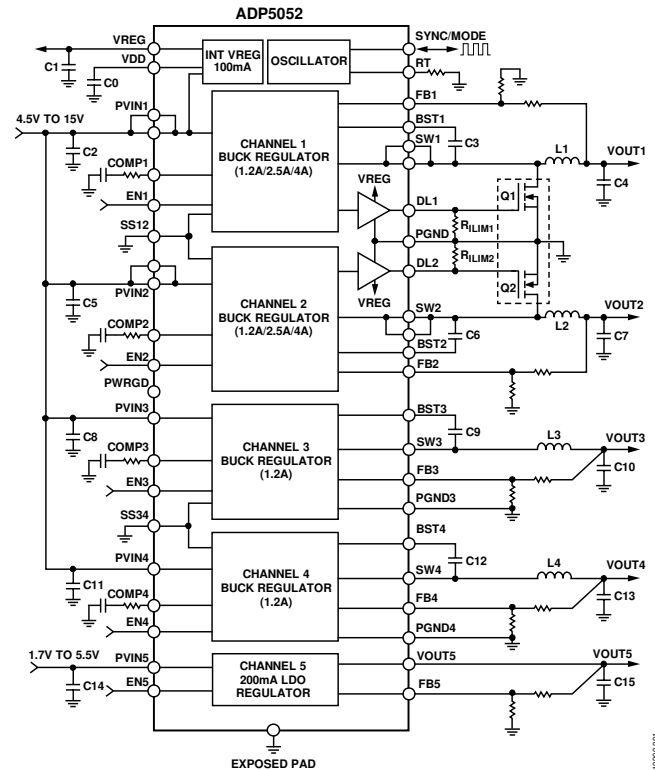 ADP5052
VREG
C1
VDD
C0
INT VREG
100mA
OSCILLATOR
SYNC/MODE
RT
4.5V TO 15V
PVIN1
C2
COMP1
EN1
CHANNEL 1
BUCK REGULATOR
(1.2A/2.5A/4A)
FB1
BST1
C3
SW1
L1
VOUT1
C4
VREG
DL1
Q1
RILIM1
PGND
RILIM2
DL2
Q2
VREG
SS12
PVIN2
C5
COMP2
EN2
CHANNEL 2
BUCK REGULATOR
(1.2A/2.5A/4A)
SW2
L2
VOUT2
C7
C6
BST2
FB2
PWRGD
PVIN3
C8
COMP3
EN3
CHANNEL 3
BUCK REGULATOR
(1.2A)
BST3
C9
SW3
L3
VOUT3
C10
FB3
PGND3
SS34
PVIN4
C11
COMP4
EN4
CHANNEL 4
BUCK REGULATOR
(1.2A)
BST4
C12
SW4
L4
VOUT4
C13
FB4
PGND4
1.7V TO 5.5V
PVIN5
C14
EN5
CHANNEL 5
200mA LDO
REGULATOR
VOUT5
VOUT5
C15
FB5
EXPOSED PAD